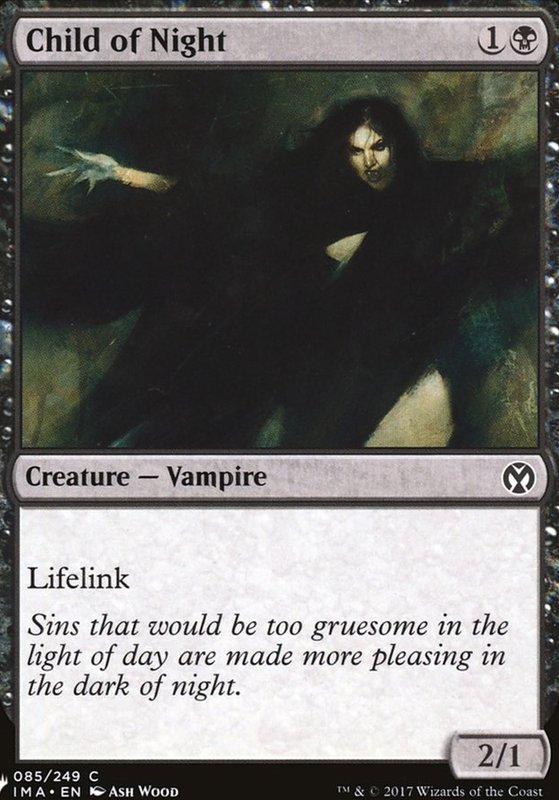 Child of Night 1
Creature — Vampire
Lifelink
Sins that would be too gruesome in the
light of day are made more pleasing in
the dark of night.
2/1
085/249 C
IMA • EN Ash Wood ™ & © 2017 Wizards of the Coast